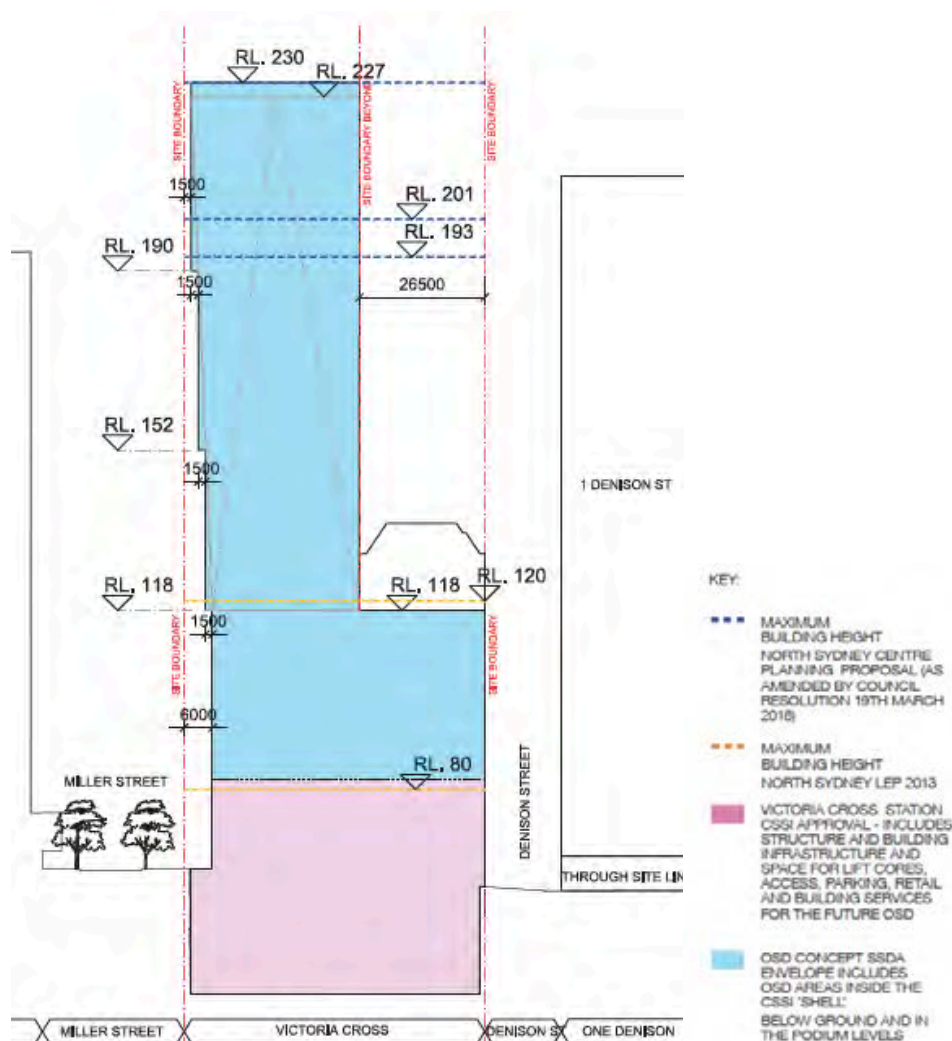 RL. 230
RL. 227
SITE BOUNDARY
SITE BOUNDARY BEYOND
SITE BOUNDARY
1500
RL. 201
RL. 193
RL. 190
1500
26500
RL. 152
1500
1 DENISON ST
RL. 118
RL. 118
RL. 120
1500
SITE BOUNDARY
SITE BOUNDARY
6000
RL. 80
MILLER STREET
DENISON STREET
THROUGH SITE LIN
MILLER STREET
VICTORIA CROSS
DENISON ST
ONE DENISON
KEY:
MAXIMUM
BUILDING HEIGHT
NORTH SYDNEY CENTRE
PLANNING PROPOSAL (AS
AMENDED BY COUNCIL
RESOLUTION 19TH MARCH
2018)
MAXIMUM
BUILDING HEIGHT
NORTH SYDNEY LEP 2013
VICTORIA CROSS STATION
CSSI APPROVAL - INCLUDES
STRUCTURE AND BUILDING
INFRASTRUCTURE AND
SPACE FOR LIFT CORES,
ACCESS, PARKING, RETAIL
AND BUILDING SERVICES
FOR THE FUTURE OSD
OSD CONCEPT SSDA
ENVELOPE INCLUDES
OSD AREAS INSIDE THE
CSSI 'SHELL'
BELOW GROUND AND IN
THE PODIUM LEVELS